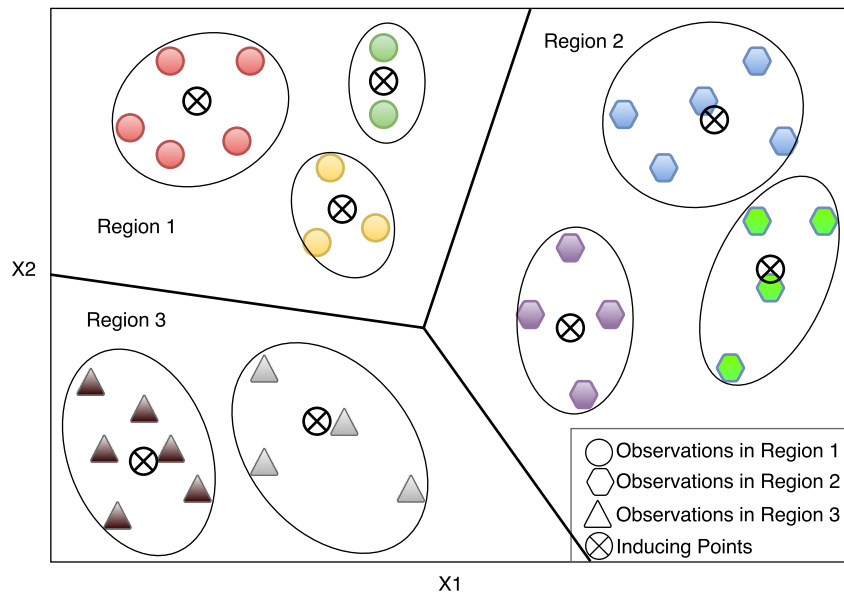 Region 2
Region 1
X2
Region 3
Observations in Region 1
Observations in Region 2
Observations in Region 3
Inducing Points
X1